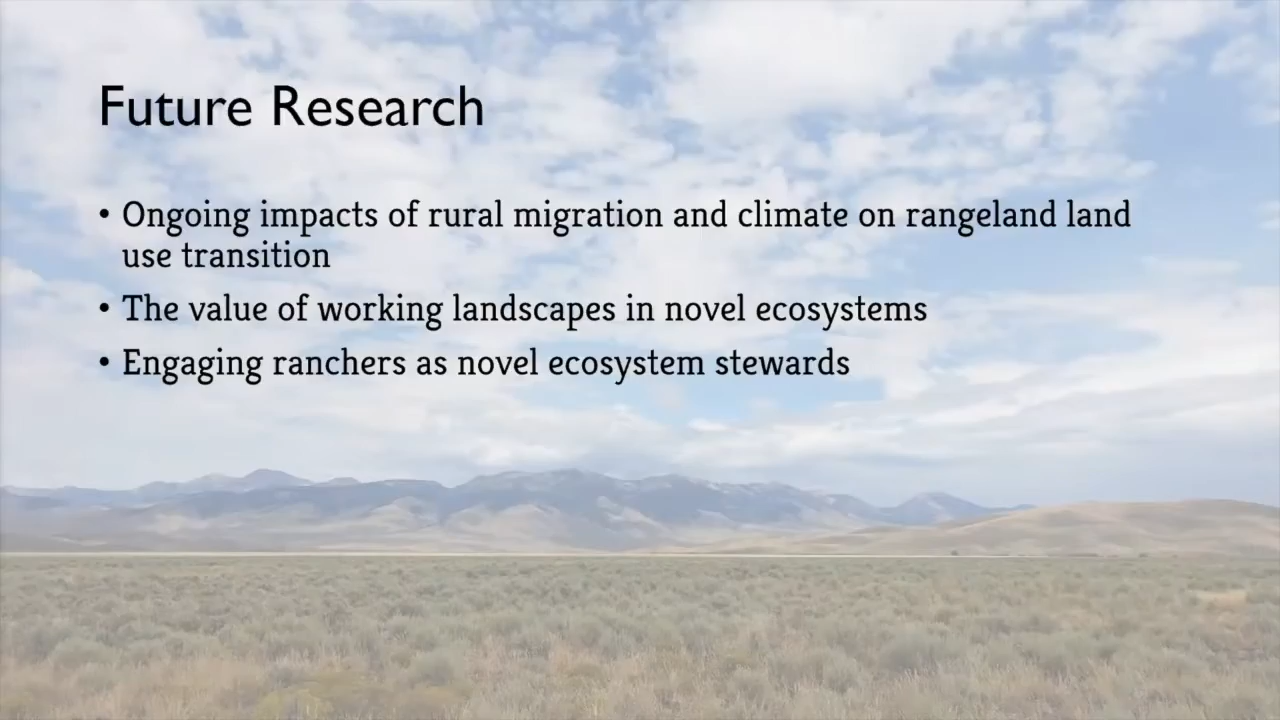 Future Research
• Ongoing impacts of rural migration and climate on rangeland land
use transition
• The value of working landscapes in novel ecosystems
• Engaging ranchers as novel ecosystem stewards